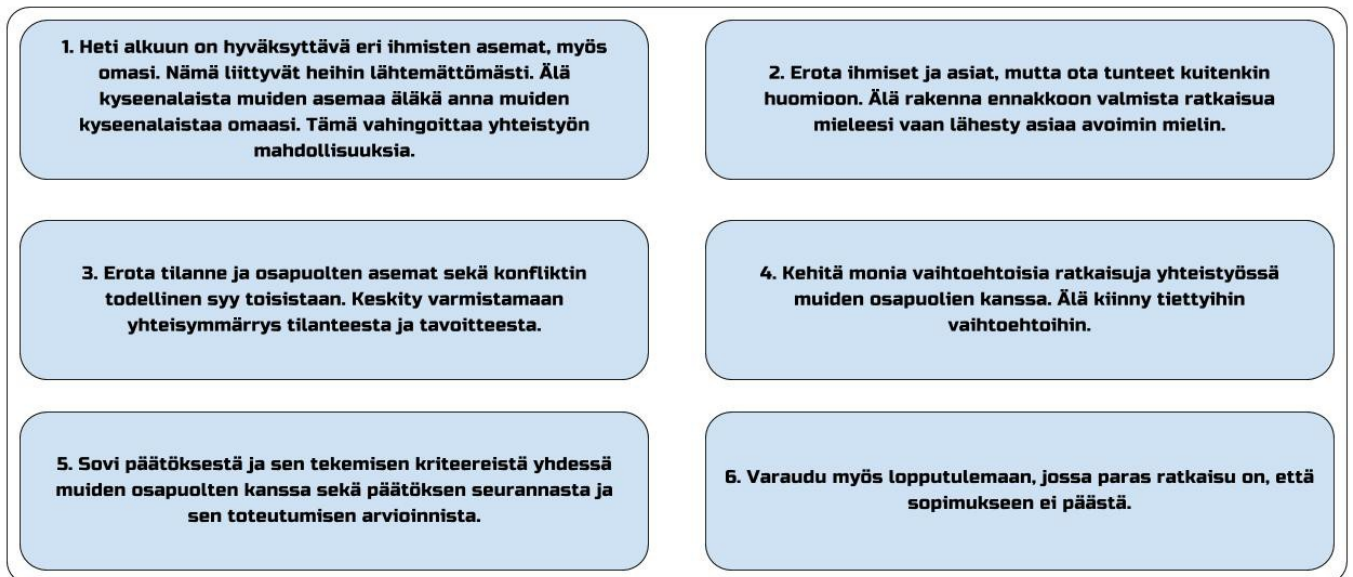 1. Heti alkuun on hyväksyttävä eri ihmisten asemat, myös
omasi. Nämä liittyvät heihin lähtemättömästi. Älä
kyseenalaista muiden asemaa äläkä anna muiden
kyseenalaistaa omaasi. Tämä vahingoittaa yhteistyön
mahdollisuuksia.
2. Erota ihmiset ja asiat, mutta ota tunteet kuitenkin
huomioon. Älä rakenna ennakkoon valmista ratkaisua
mieleesi vaan lähesty asiaa avoimin mielin.
3. Erota tilanne ja osapuolten asemat sekä konfliktin
todellinen syy toisistaan. Keskity varmistamaan
yhteisymmärrys tilanteesta ja tavoitteesta.
4. Kehitä monia vaihtoehtoisia ratkaisuja yhteistyössä
muiden osapuolien kanssa. Älä kiinny tiettyihin
vaihtoehtoihin.
5. Sovi päätöksestä ja sen tekemisen kriteereistä yhdessä
muiden osapuolten kanssa sekä päätöksen seurannasta ja
sen toteutumisen arvioinnista.
6. Varaudu myös lopputulemaan, jossa paras ratkaisu on, että
sopimukseen ei päästä.